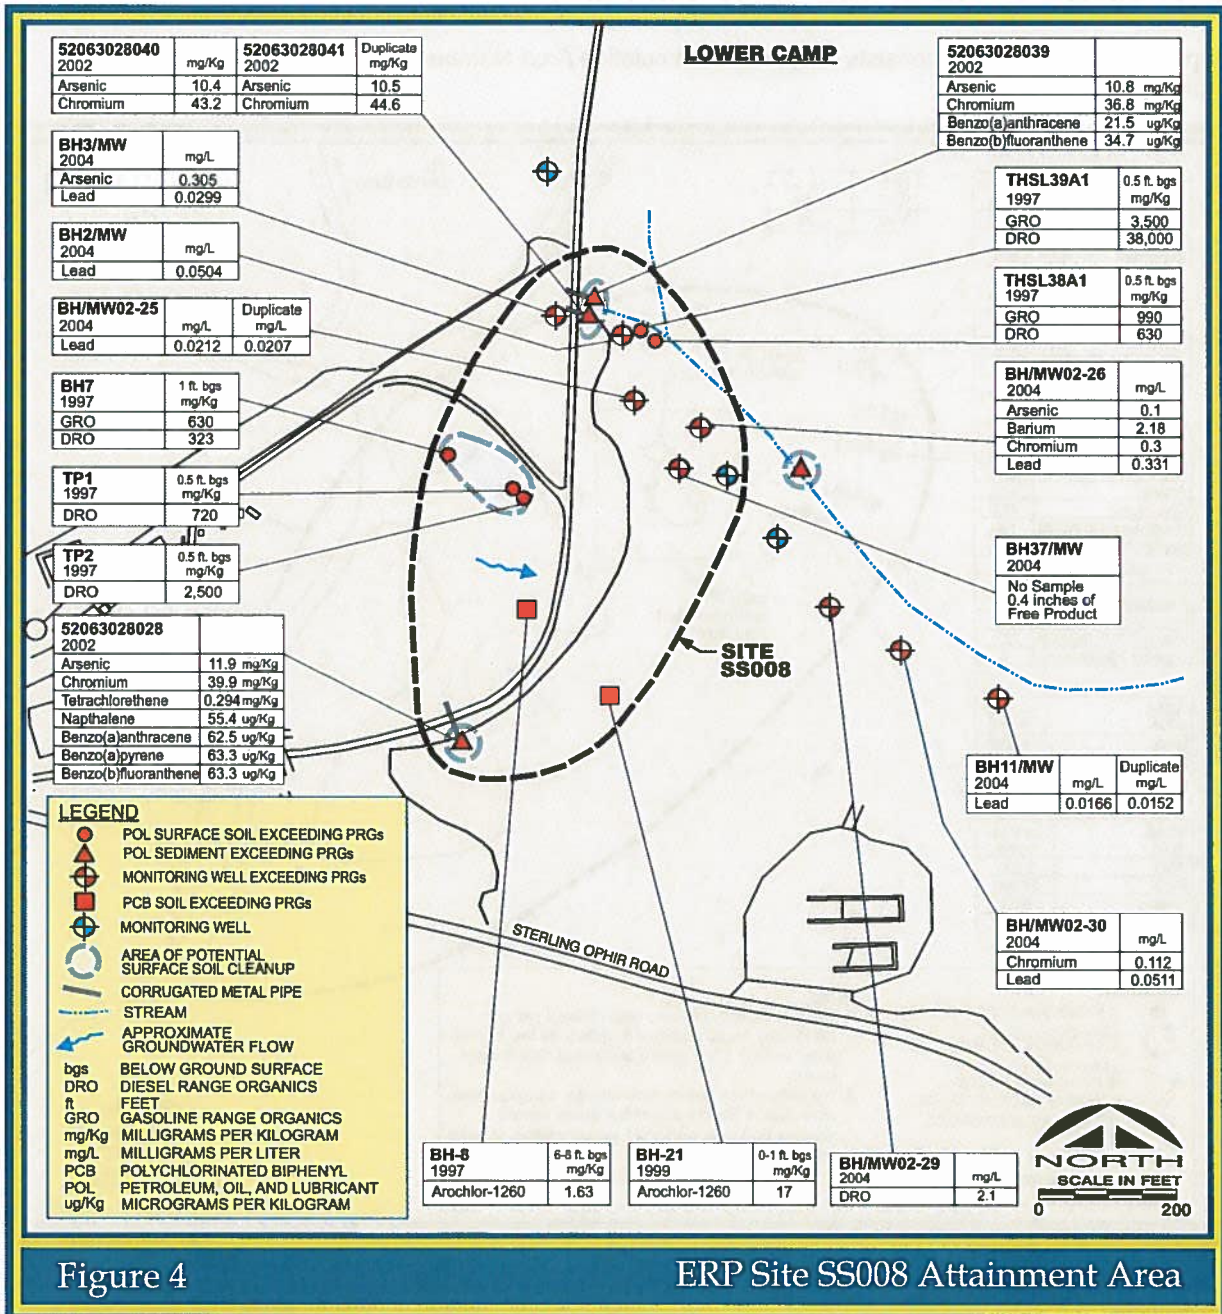 LOWER CAMP
52063028040 2002 mg/Kg 52063028041 Duplicate mg/Kg
Arsenic 10.4 Arsenic 10.5
Chromium 43.2 Chromium 44.6
52063028039
2002
Arsenic 10.8 mg/Kg
Chromium 36.8 mg/Kg
Benzo(a)anthracene 21.5 ug/Kg
Benzo(b)fluoranthene 34.7 ug/Kg
BH3/MW
2004 mg/L
Arsenic 0.305
Lead 0.0299
THSL39A1 0.5 ft. bgs
1997 mg/Kg
GRO 3,500
DRO 38,000
BH2/MW
2004 mg/L
Lead 0.0504
THSL38A1 0.5 ft. bgs
1997 mg/Kg
GRO 990
DRO 630
BH/MW02-25 Duplicate
2004 mg/L mg/L
Lead 0.0212 0.0207
BH/MW02-26
2004 mg/L
Arsenic 0.1
Barium 2.18
Chromium 0.3
Lead 0.331
BH7 1 ft. bgs
1997 mg/Kg
GRO 630
DRO 323
TP1 0.5 ft. bgs
1997 mg/Kg
DRO 720
TP2 0.5 ft. bgs
1997 mg/Kg
DRO 2,500
BH37/MW
2004
No Sample
0.4 inches of
Free Product
52063028028
2002
Arsenic 11.9 mg/Kg
Chromium 39.9 mg/Kg
Tetrachlorethene 0.294 mg/Kg
Napthalene 55.4 ug/Kg
Benzo(a)anthracene 62.5 ug/Kg
Benzo(a)pyrene 63.3 ug/Kg
Benzo(b)fluoranthene 63.3 ug/Kg
SITE
SS008
BH11/MW Duplicate
2004 mg/L mg/L
Lead 0.0166 0.0152
LEGEND
POL SURFACE SOIL EXCEEDING PRGs
POL SEDIMENT EXCEEDING PRGs
MONITORING WELL EXCEEDING PRGs
PCB SOIL EXCEEDING PRGs
MONITORING WELL
AREA OF POTENTIAL
SURFACE SOIL CLEANUP
CORRUGATED METAL PIPE
STREAM
APPROXIMATE
GROUNDWATER FLOW
bgs BELOW GROUND SURFACE
DRO DIESEL RANGE ORGANICS
ft FEET
GRO GASOLINE RANGE ORGANICS
mg/Kg MILLIGRAMS PER KILOGRAM
mg/L MILLIGRAMS PER LITER
PCB POLYCHLORINATED BIPHENYL
POL PETROLEUM, OIL, AND LUBRICANT
ug/Kg MICROGRAMS PER KILOGRAM
STERLING OPHIR ROAD
BH/MW02-30
2004 mg/L
Chromium 0.112
Lead 0.0511
BH-8 6-8 ft. bgs
1997 mg/Kg
Arochlor-1260 1.63
BH-21 0-1 ft. bgs
1999 mg/Kg
Arochlor-1260 17
BH/MW02-29
2004 mg/L
DRO 2.1
NORTH
SCALE IN FEET
0 200
Figure 4 ERP Site SS008 Attainment Area